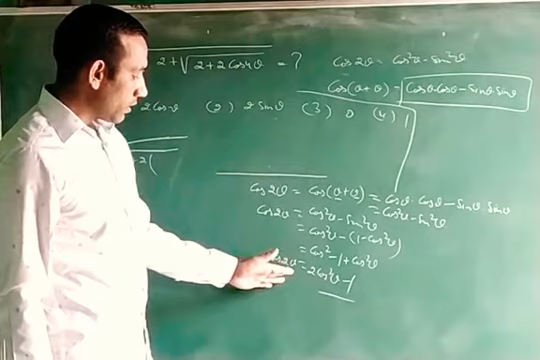 2+√2+2Cos4θ = ?
Cos2θ = Cos²θ-Sin²θ
Cos(θ+θ) = Cosθ.Cosθ-Sinθ.Sinθ
2Cosθ (2) 2Sinθ (3) 0 (4) 1
Cos2θ = Cos(θ+θ) = Cosθ.Cosθ-Sinθ.Sinθ
= Cos²θ-Sin²θ
Cos2θ = Cos²θ-Sin²θ
= Cos²θ-(1-Cos²θ)
= Cos²-1+Cos²θ
Cos2θ = 2Cos²θ-1